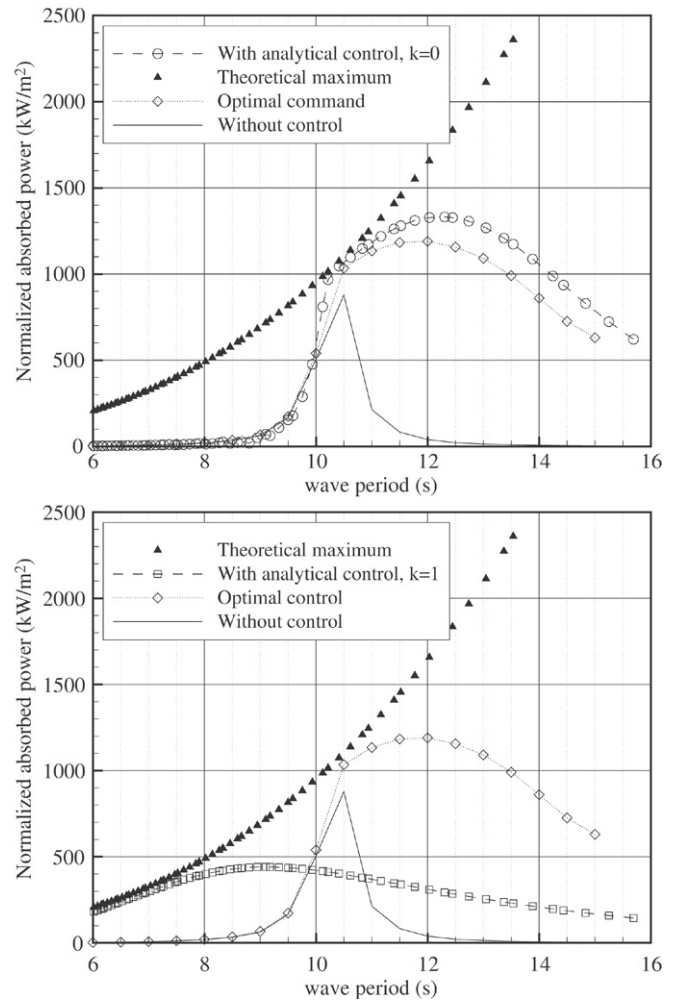 2500
2000
1500
1000
500
0
Normalized absorbed power (kW/m²)
With analytical control, k=0
Theoretical maximum
Optimal command
Without control
6 8 10 12 14 16
wave period (s)
2500
2000
1500
1000
500
0
Normalized absorbed power (kW/m²)
Theoretical maximum
With analytical control, k=1
Optimal control
Without control
6 8 10 12 14 16
wave period (s)